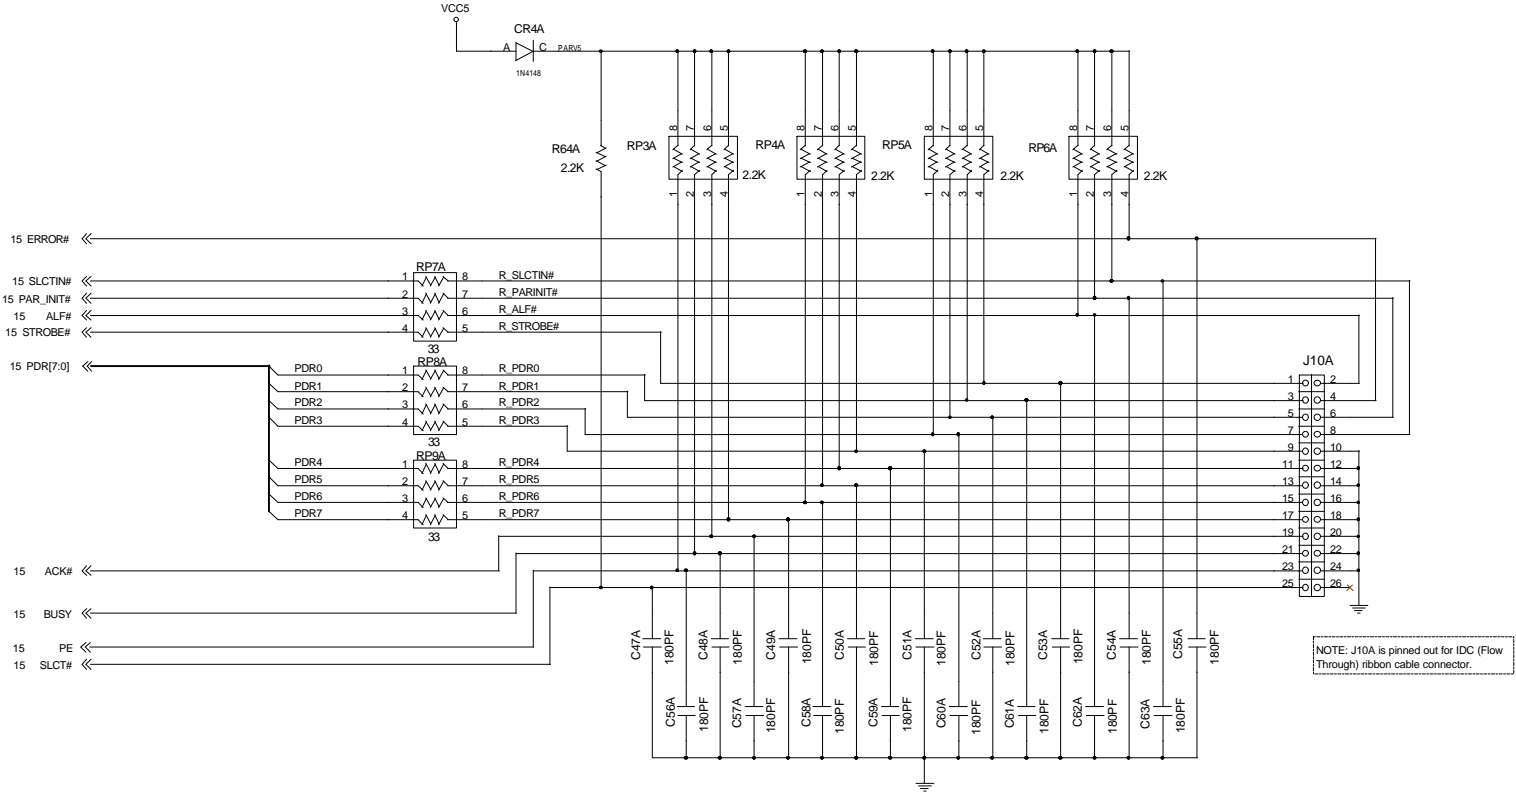 VCC5
CR4A
A C PARV5
1N4148
8 7 6 5
8 7 6 5
8 7 6 5
8 7 6 5
R64A
2.2K
RP3A
2.2K
RP4A
2.2K
RP5A
2.2K
RP6A
2.2K
1 2 3 4
1 2 3 4
1 2 3 4
1 2 3 4
15 ERROR#
RP7A
15 SLCTIN# 1 8 R_SLCTIN#
15 PAR_INIT# 2 7 R_PARINIT#
15 ALF# 3 6 R_ALF#
15 STROBE# 4 5 R_STROBE#
33
RP8A
15 PDR[7:0]
PDR0 1 8 R_PDR0
PDR1 2 7 R_PDR1
PDR2 3 6 R_PDR2
PDR3 4 5 R_PDR3
33
RP9A
PDR4 1 8 R_PDR4
PDR5 2 7 R_PDR5
PDR6 3 6 R_PDR6
PDR7 4 5 R_PDR7
33
J10A
1 2
3 4
5 6
7 8
9 10
11 12
13 14
15 16
17 18
19 20
21 22
23 24
25 26
15 ACK#
15 BUSY
15 PE
15 SLCT#
C47A 180PF
C48A 180PF
C49A 180PF
C50A 180PF
C51A 180PF
C52A 180PF
C53A 180PF
C54A 180PF
C55A 180PF
C56A 180PF
C57A 180PF
C58A 180PF
C59A 180PF
C60A 180PF
C61A 180PF
C62A 180PF
C63A 180PF
NOTE: J10A is pinned out for IDC (Flow
Through) ribbon cable connector.